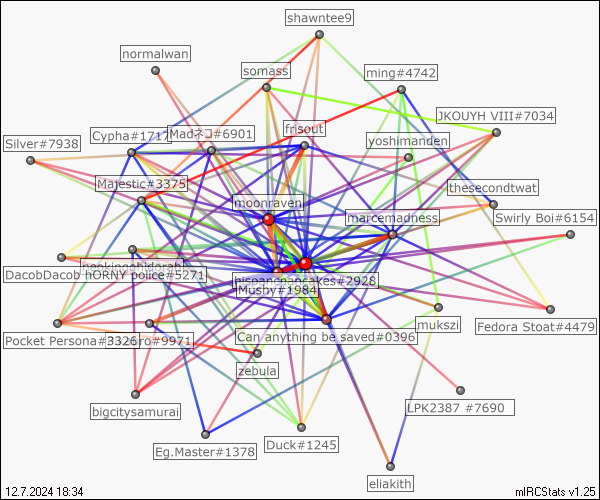 shawntee9
normalwan
somass
ming#4742
JKOUYH VIII#7034
Cypha#1717
Madネコ#6901
frisout
yoshimanden
Silver#7938
Majestic#3375
thesecondtwat
moonraven
marcemadness
Swirly Boi#6154
DacobDacob
hORNY police#5271
pancakes#2928
Mushy#1984
mukszi
Fedora Stoat#4479
Pocket Persona#3326
#9971
Can anything be saved#0396
zebula
bigcitysamurai
LPK2387 #7690
Eg.Master#1378
Duck#1245
eliakith
12.7.2024 18:34
mIRCStats v1.25